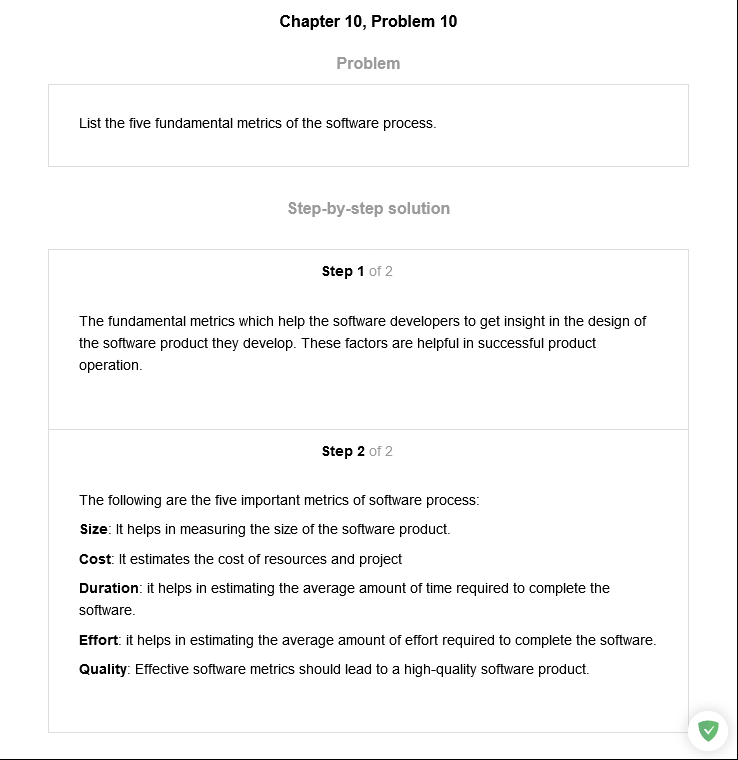 Chapter 10, Problem 10
Problem
List the five fundamental metrics of the software process.
Step-by-step solution
Step 1 of 2
The fundamental metrics which help the software developers to get insight in the design of
the software product they develop. These factors are helpful in successful product
operation.
Step 2 of 2
The following are the five important metrics of software process:
Size: It helps in measuring the size of the software product.
Cost: It estimates the cost of resources and project
Duration: it helps in estimating the average amount of time required to complete the
software.
Effort: it helps in estimating the average amount of effort required to complete the software.
Quality: Effective software metrics should lead to a high-quality software product.